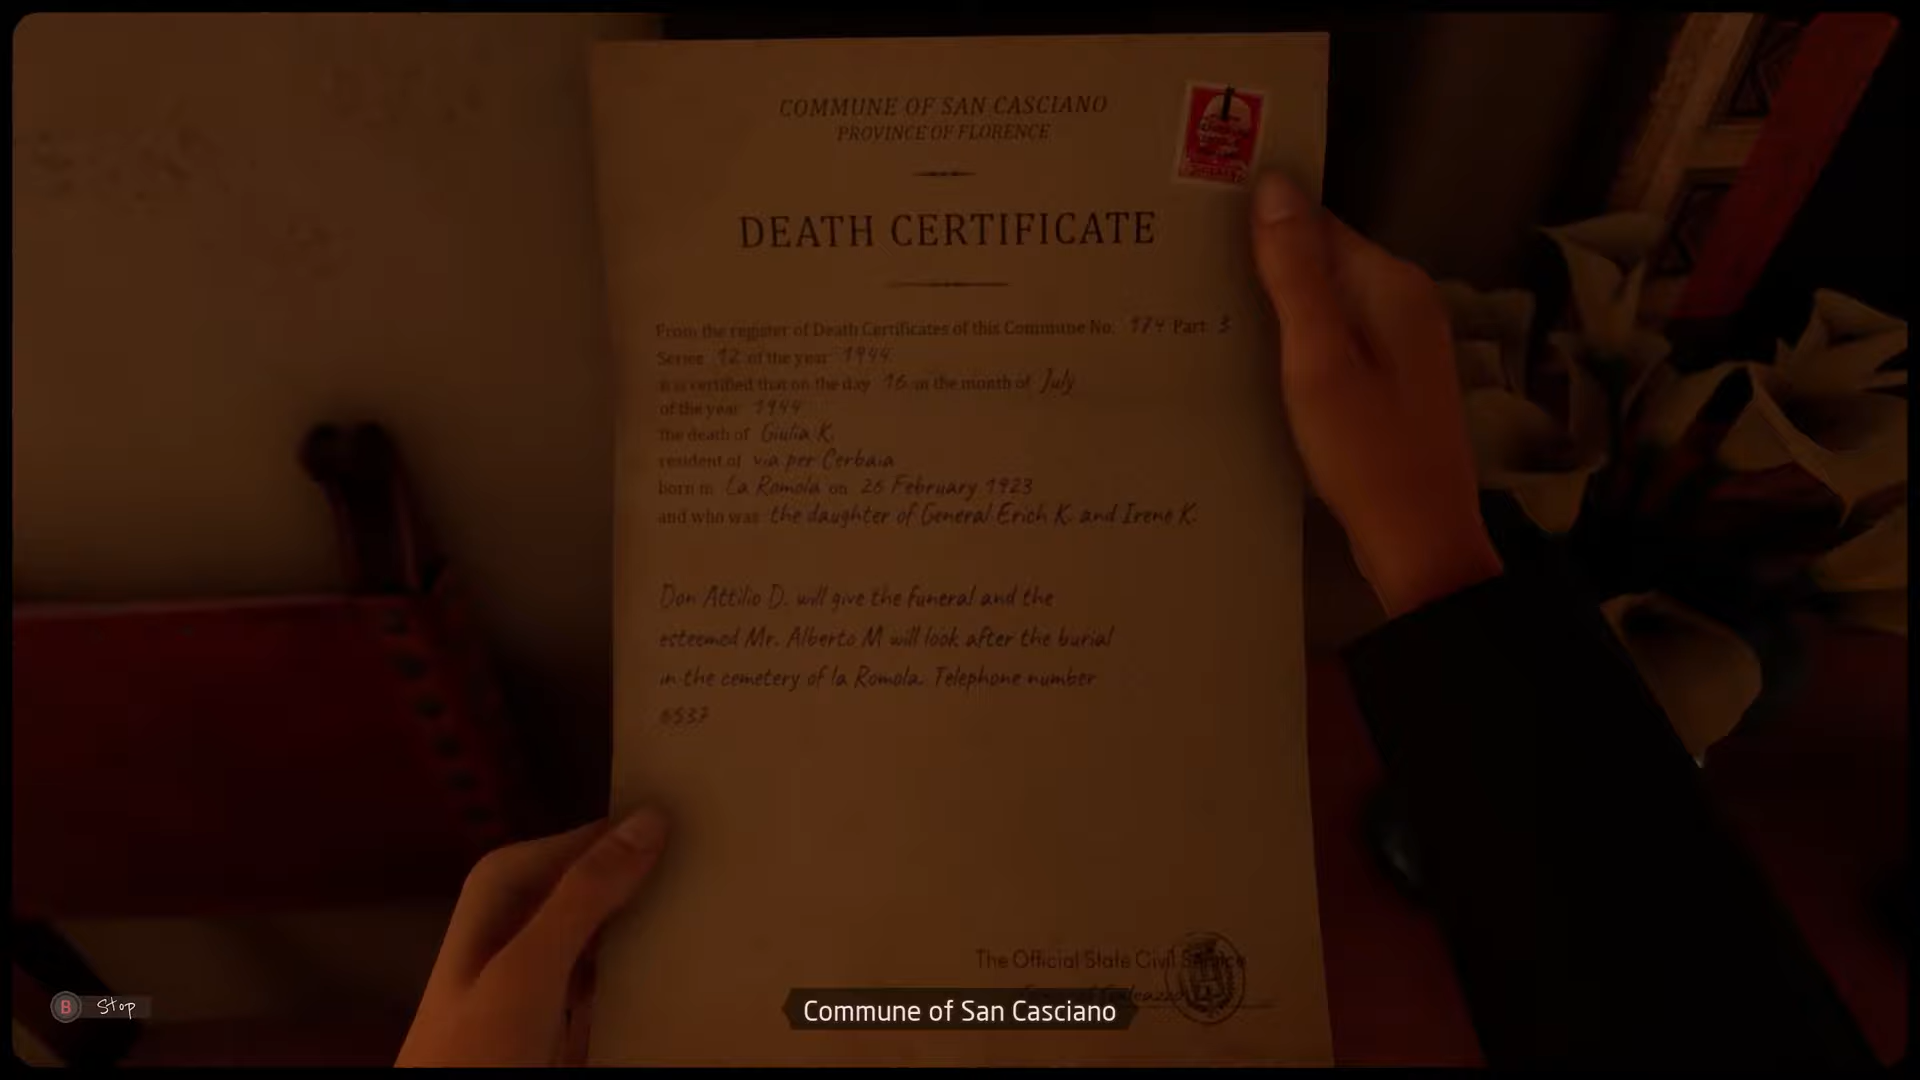 COMMUNE OF SAN CASCIANO
PROVINCE OF FLORENCE
DEATH CERTIFICATE
From the register of Death Certificates of this Commune No: 174 Part 3
Series 12 of the year 1944
it is certified that on the day 16 in the month of July
of the year 1944
the death of Giulia K.
resident of via per Cerbaia
born in La Romola on 26 February 1923
and who was the daughter of General Erich K. and Irene K.
Don Attilio D. will give the funeral and the
esteemed Mr. Alberto M will look after the burial
in the cemetery of la Romola. Telephone number
6537
The Official State Civil Service
Commune of San Casciano
B Stop